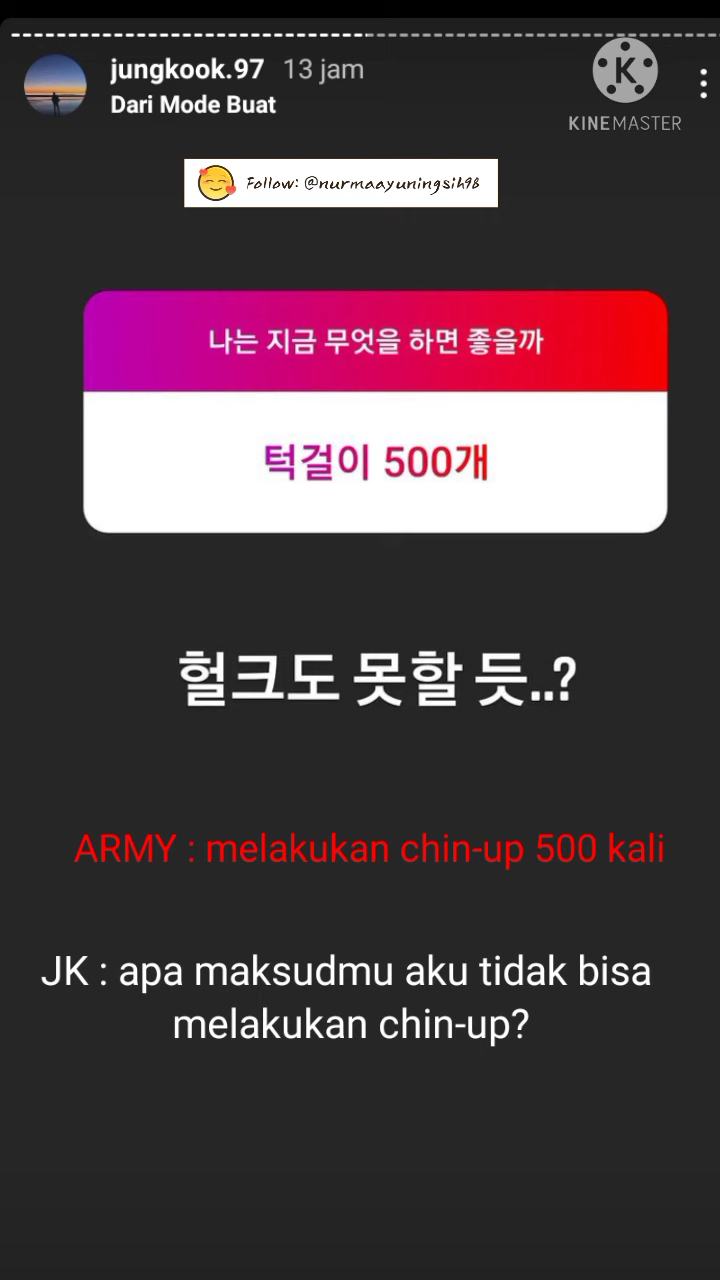 jungkook.97 13 jam
Dari Mode Buat
K
KINEMASTER
Follow: @nurmaayuningsih98
나는 지금 무엇을 하면 좋을까
턱걸이 500개
헐크도 못할 듯..?
ARMY : melakukan chin-up 500 kali
JK : apa maksudmu aku tidak bisa
melakukan chin-up?